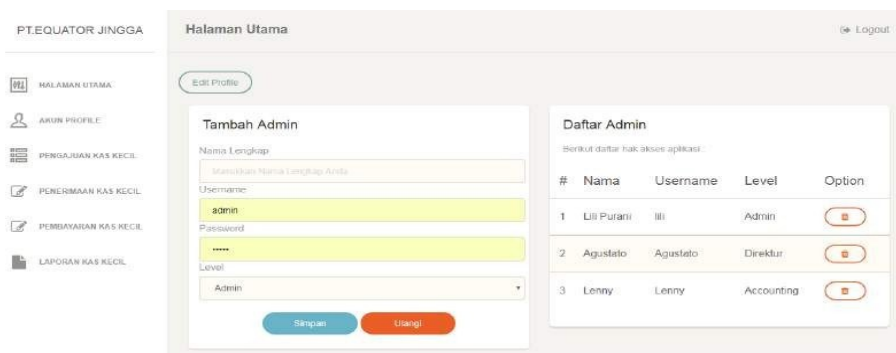 PT.EQUATOR JINGGA
HALAMAN UTAMA
AKUN PROFILE
PENGAJUAN KAS KECIL
PENERIMAAN KAS KECIL
PEMBAYARAN KAS KECIL
LAPORAN KAS KECIL
Halaman Utama
Logout
Edit Profile
Tambah Admin
Nama Lengkap
Masukkan Nama Lengkap Anda
Username
admin
Password
•••••
Level
Admin
Simpan
Ulangi
Daftar Admin
Berikut daftar hak akses aplikasi :
# Nama Username Level Option
1 Lili Purani lili Admin
2 Agustato Agustato Direktur
3 Lenny Lenny Accounting